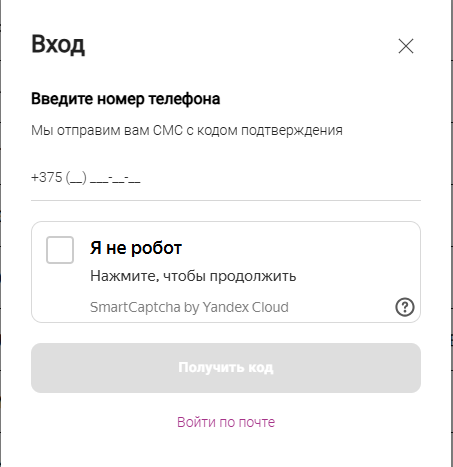 Вход
Введите номер телефона
Мы отправим вам СМС с кодом подтверждения
+375 (__) ___-__-__
Я не робот
Нажмите, чтобы продолжить
SmartCaptcha by Yandex Cloud
?
Получить код
Войти по почте